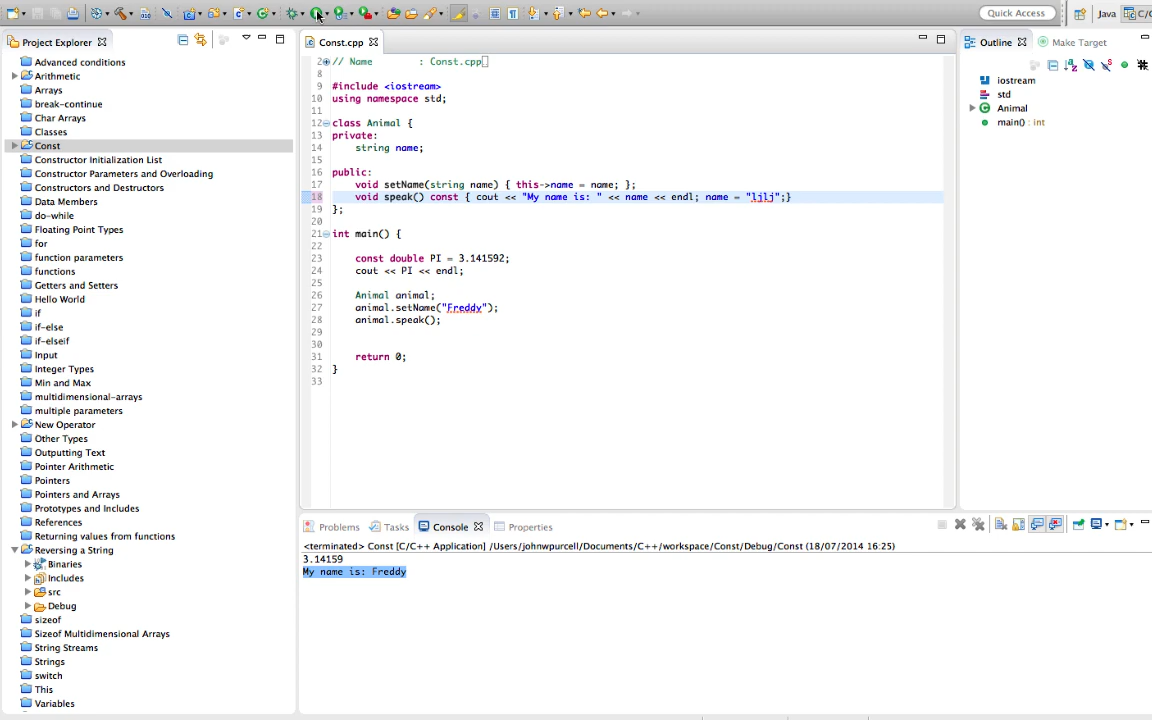 Quick Access
Java
C/C
Project Explorer
Advanced conditions
Arithmetic
Arrays
break-continue
Char Arrays
Classes
Const
Constructor Initialization List
Constructor Parameters and Overloading
Constructors and Destructors
Data Members
do-while
Floating Point Types
for
function parameters
functions
Getters and Setters
Hello World
if
if-else
if-elseif
Input
Integer Types
Min and Max
multidimensional-arrays
multiple parameters
New Operator
Other Types
Outputting Text
Pointer Arithmetic
Pointers
Pointers and Arrays
Prototypes and Includes
References
Returning values from functions
Reversing a String
Binaries
Includes
src
Debug
sizeof
Sizeof Multidimensional Arrays
String Streams
Strings
switch
This
Variables
Const.cpp
2 // Name : Const.cpp
8
9 #include <iostream>
10 using namespace std;
11
12 class Animal {
13 private:
14 string name;
15
16 public:
17 void setName(string name) { this->name = name; };
18 void speak() const { cout << "My name is: " << name << endl; name = "ljlj";}
19 };
20
21 int main() {
22
23 const double PI = 3.141592;
24 cout << PI << endl;
25
26 Animal animal;
27 animal.setName("Freddy");
28 animal.speak();
29
30
31 return 0;
32 }
33
Outline
Make Target
iostream
std
Animal
main() : int
Problems
Tasks
Console
Properties
<terminated> Const [C/C++ Application] /Users/johnwpurcell/Documents/C++/workspace/Const/Debug/Const (18/07/2014 16:25)
3.14159
My name is: Freddy